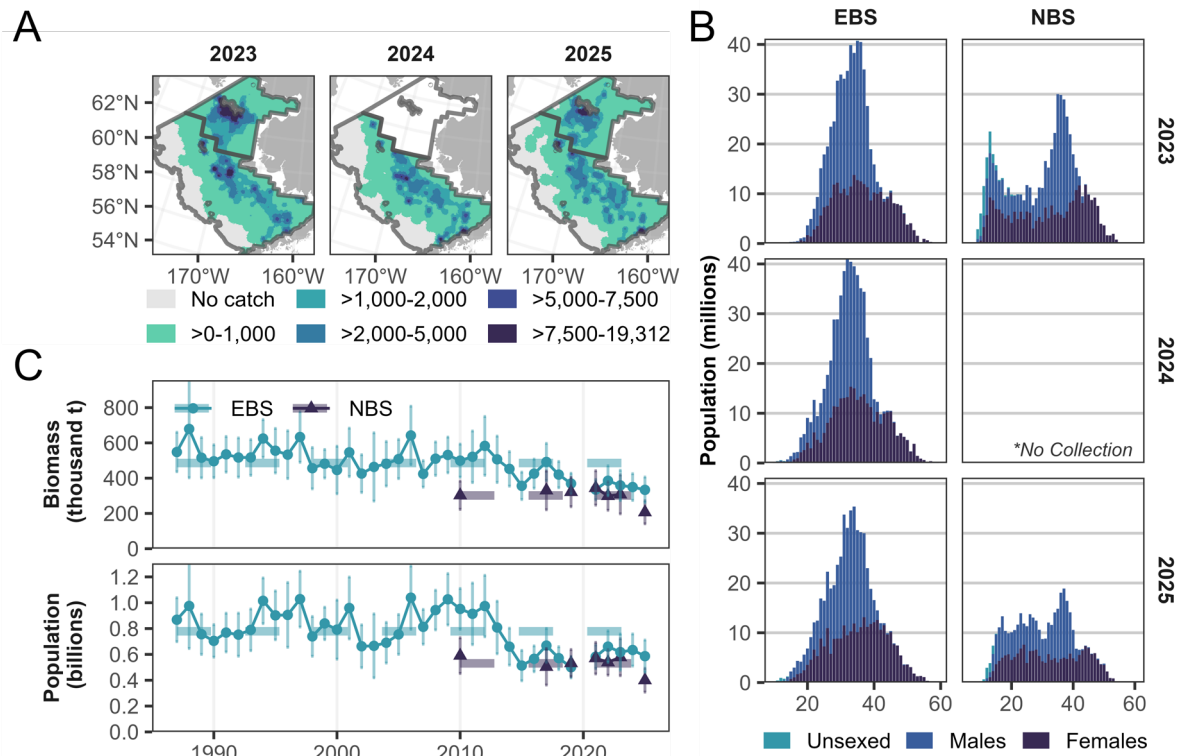 A
2023
2024
2025
62°N
60°N
58°N
56°N
54°N
170°W
160°W
170°W
160°W
170°W
160°W
No catch
>1,000-2,000
>5,000-7,500
>0-1,000
>2,000-5,000
>7,500-19,312
B
EBS
NBS
Population (millions)
40
30
20
10
0
2023
40
30
20
10
0
*No Collection
2024
40
30
20
10
0
2025
20
40
60
20
40
60
Unsexed
Males
Females
C
EBS
NBS
Biomass
(thousand t)
800
600
400
200
0
Population
(billions)
1.2
1.0
0.8
0.6
0.4
0.2
0.0
1990
2000
2010
2020